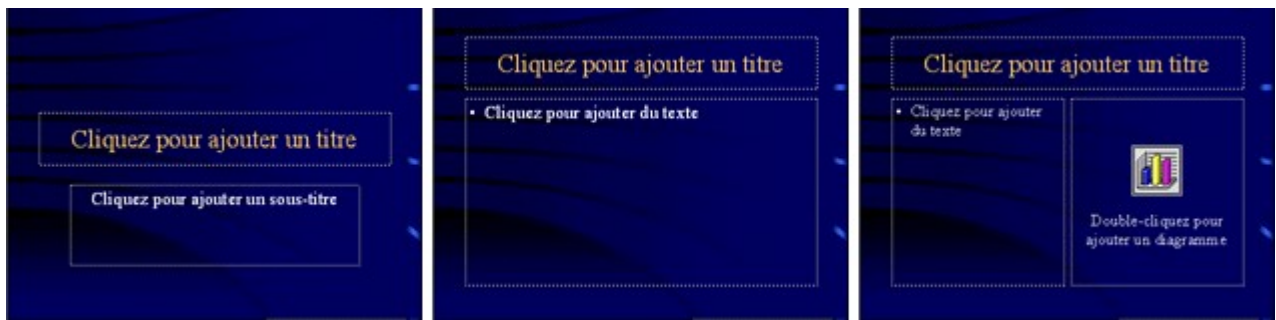 Cliquez pour ajouter un titre
Cliquez pour ajouter un sous-titre
Cliquez pour ajouter un titre
• Cliquez pour ajouter du texte
Cliquez pour ajouter un titre
• Cliquez pour ajouter
du texte
Double-cliquez pour
ajouter un diagramme